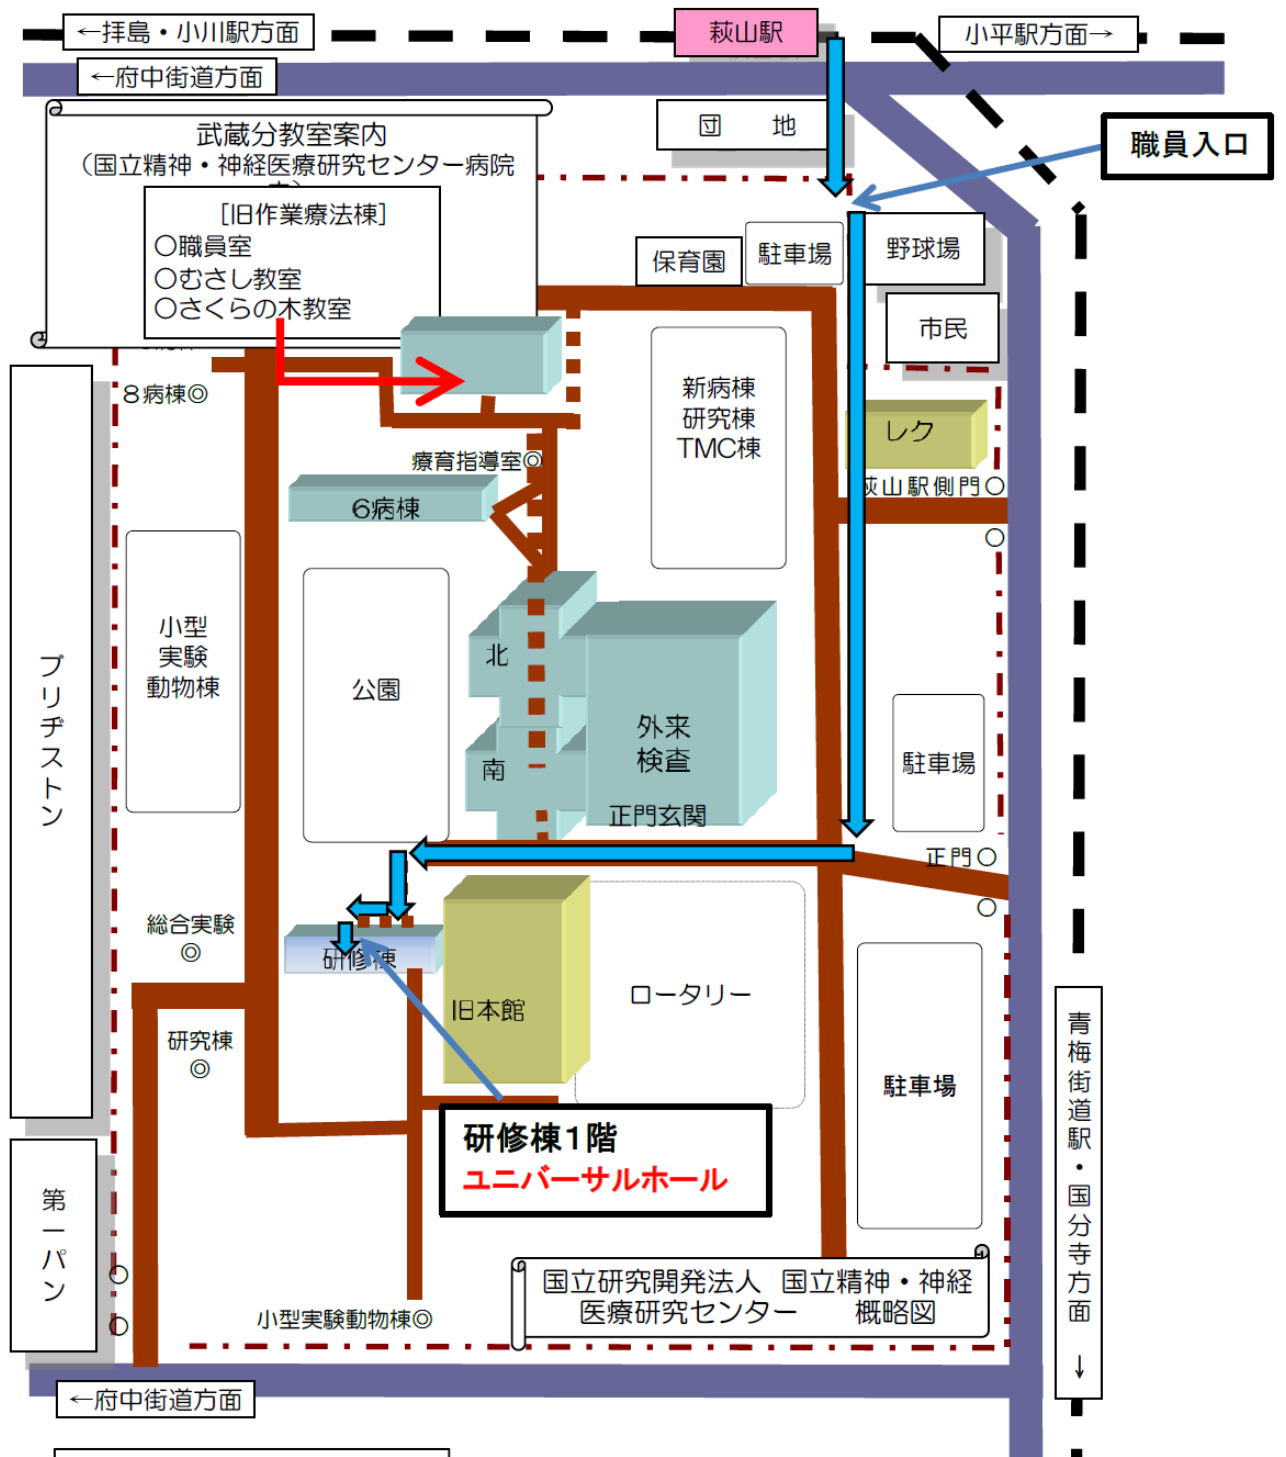 ←拝島・小川駅方面
萩山駅
小平駅方面→
←府中街道方面
団　地
職員入口
武蔵分教室案内
（国立精神・神経医療研究センター病院
[旧作業療法棟]
○職員室
○むさし教室
○さくらの木教室
保育園
駐車場
野球場
市民
8病棟◎
新病棟
研究棟
TMC棟
レク
療育指導室◎
萩山駅側門○
○
6病棟
小型
実験
動物棟
公園
北
南
外来
検査
正門玄関
駐車場
正門○
○
ブリヂストン
総合実験
◎
研修棟
旧本館
ロータリー
研究棟
◎
駐車場
青梅街道駅・国分寺方面　↓
研修棟1階
ユニバーサルホール
第一パン
○
○
小型実験動物棟◎
国立研究開発法人　国立精神・神経
医療研究センター　　概略図
←府中街道方面